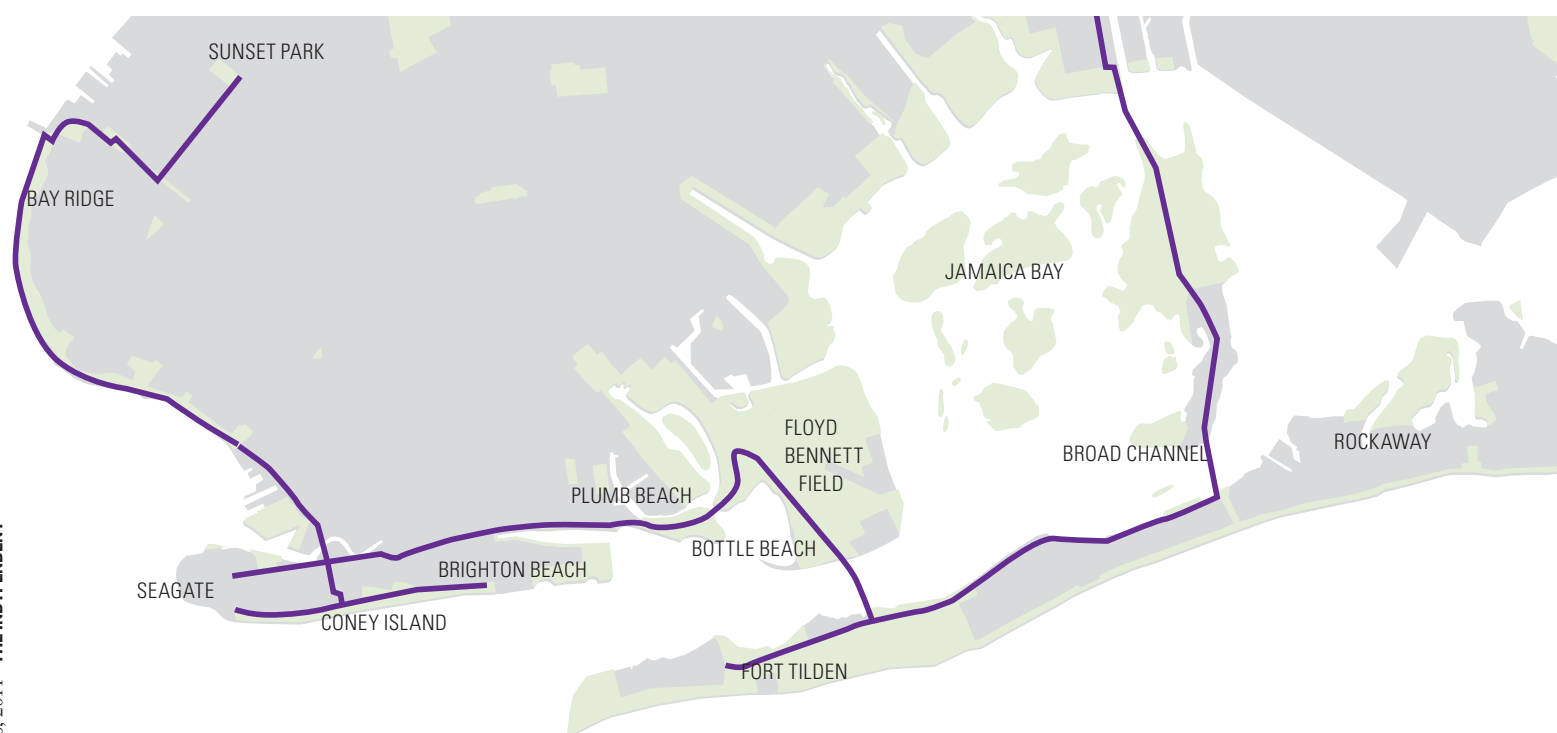 SUNSET PARK
BAY RIDGE
JAMAICA BAY
FLOYD
BENNETT
FIELD
ROCKAWAY
BROAD CHANNEL
PLUMB BEACH
BOTTLE BEACH
BRIGHTON BEACH
SEAGATE
CONEY ISLAND
FORT TILDEN
2011